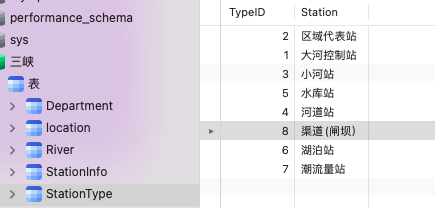 performance_schema
sys
三峡
表
Department
location
River
StationInfo
StationType
TypeID Station
2 区域代表站
1 大河控制站
3 小河站
5 水库站
4 河道站
8 渠道(闸坝)
6 湖泊站
7 潮流量站